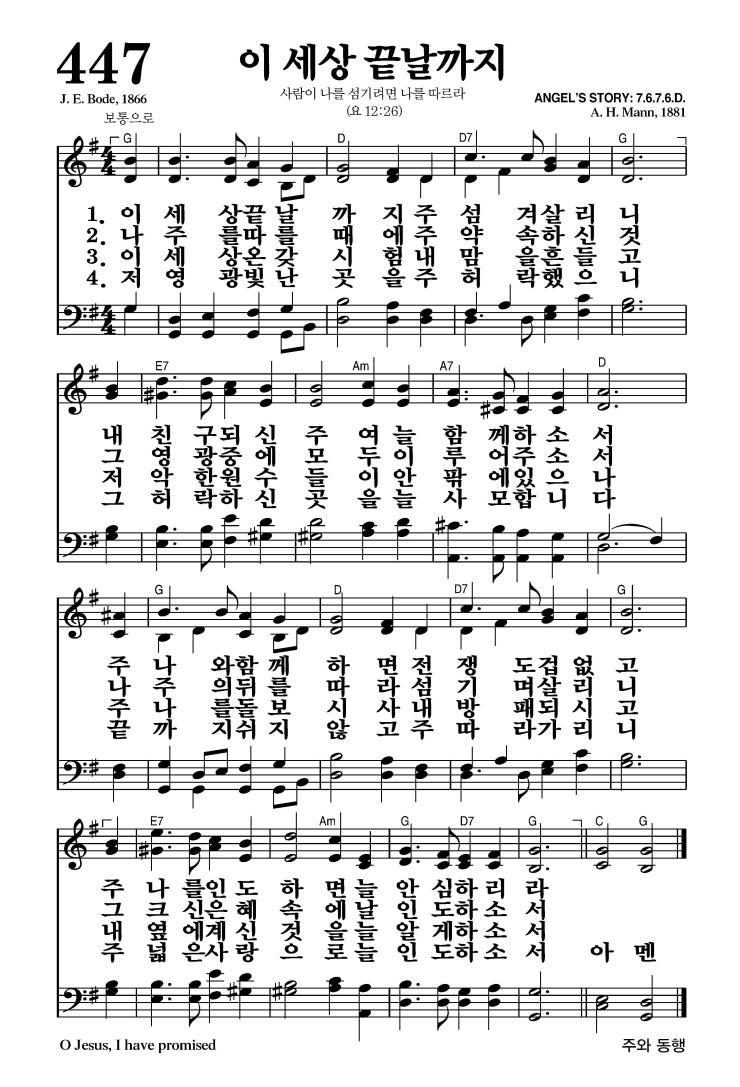 447 이 세상 끝날까지
J. E. Bode, 1866 사람이 나를 섬기려면 나를 따르라 ANGEL'S STORY: 7.6.7.6.D.
보통으로 (요 12:26) A. H. Mann, 1881
G D D7 G
1. 이 세 상끝 날 까 지주 섬 겨살 리 니
2. 나 주 를따 를 때 에주 약 속하 신 것
3. 이 세 상온 갖 시 험내 맘 을흔 들 고
4. 저 영 광빛 난 곳 을주 허 락했 으 니
E7 Am A7 D
내 친 구되 신 주 여늘 함 께하 소 서
그 영 광중 에 모 두이 루 어주 소 서
저 악 한원 수 들 이안 팎 에있 으 나
그 허 락하 신 곳 을늘 사 모합 니 다
G D D7 G
주 나 와함 께 하 면전 쟁 도겁 없 고
나 주 의뒤 를 따 라섬 기 며살 리 니
주 나 를돌 보 시 사내 방 패되 시 고
끝 까 지쉬 지 않 고주 따 라가 리 니
E7 Am G D7 G C G
주 나 를인 도 하 면늘 안 심하 리 라
그 크 신은 혜 속 에날 인 도하 소 서
내 옆 에계 신 것 을늘 알 게하 소 서
주 넓 은사 랑 으 로늘 인 도하 소 서 아 멘
O Jesus, I have promised 주와 동행